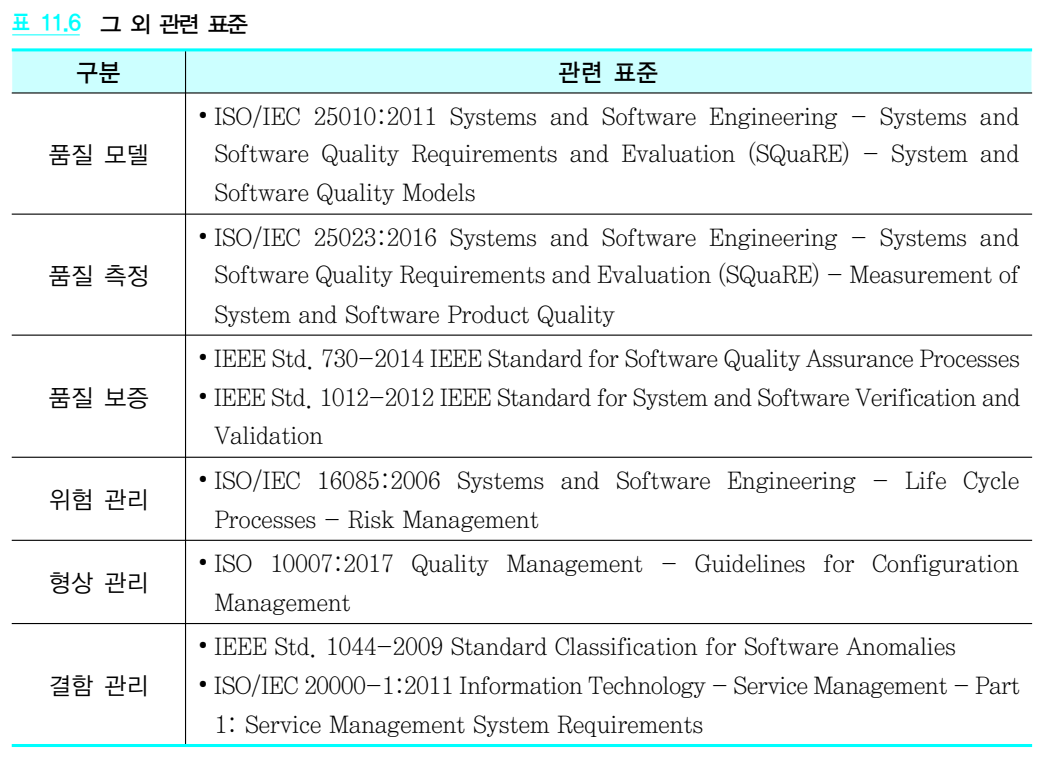 표 11.6 그 외 관련 표준
구분 관련 표준
• ISO/IEC 25010:2011 Systems and Software Engineering – Systems and
품질 모델 Software Quality Requirements and Evaluation (SQuaRE) – System and
Software Quality Models
• ISO/IEC 25023:2016 Systems and Software Engineering – Systems and
품질 측정 Software Quality Requirements and Evaluation (SQuaRE) – Measurement of
System and Software Product Quality
• IEEE Std. 730-2014 IEEE Standard for Software Quality Assurance Processes
품질 보증 • IEEE Std. 1012-2012 IEEE Standard for System and Software Verification and
Validation
위험 관리 • ISO/IEC 16085:2006 Systems and Software Engineering – Life Cycle
Processes – Risk Management
형상 관리 • ISO 10007:2017 Quality Management – Guidelines for Configuration
Management
• IEEE Std. 1044-2009 Standard Classification for Software Anomalies
결함 관리 • ISO/IEC 20000-1:2011 Information Technology – Service Management – Part
1: Service Management System Requirements